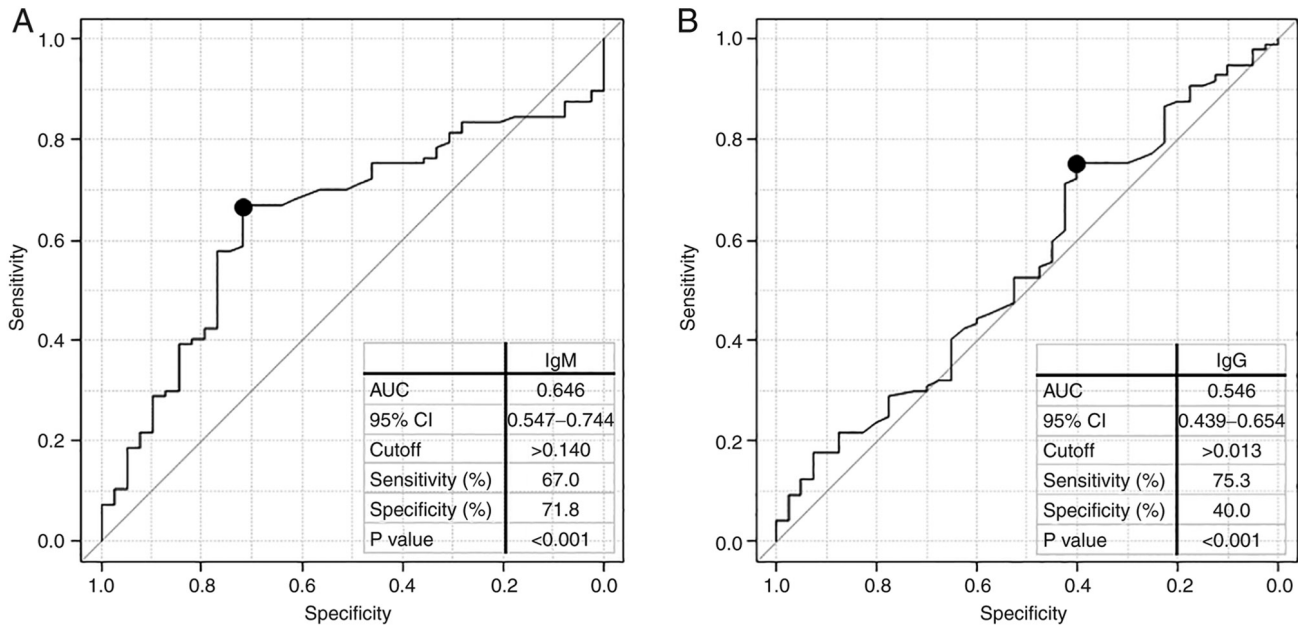 A
1.0
0.8
0.6
0.4
0.2
0.0
Sensitivity
1.0 0.8 0.6 0.4 0.2 0.0
Specificity
IgM
AUC 0.646
95% CI 0.547–0.744
Cutoff >0.140
Sensitivity (%) 67.0
Specificity (%) 71.8
P value <0.001
B
1.0
0.8
0.6
0.4
0.2
0.0
Sensitivity
1.0 0.8 0.6 0.4 0.2 0.0
Specificity
IgG
AUC 0.546
95% CI 0.439–0.654
Cutoff >0.013
Sensitivity (%) 75.3
Specificity (%) 40.0
P value <0.001